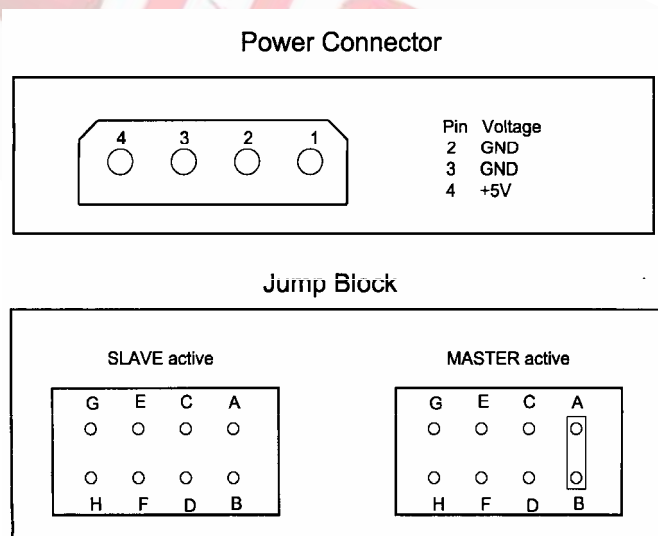 Power Connector
4 3 2 1
Pin Voltage
2 GND
3 GND
4 +5V
Jump Block
SLAVE active
G E C A
H F D B
MASTER active
G E C A
H F D B